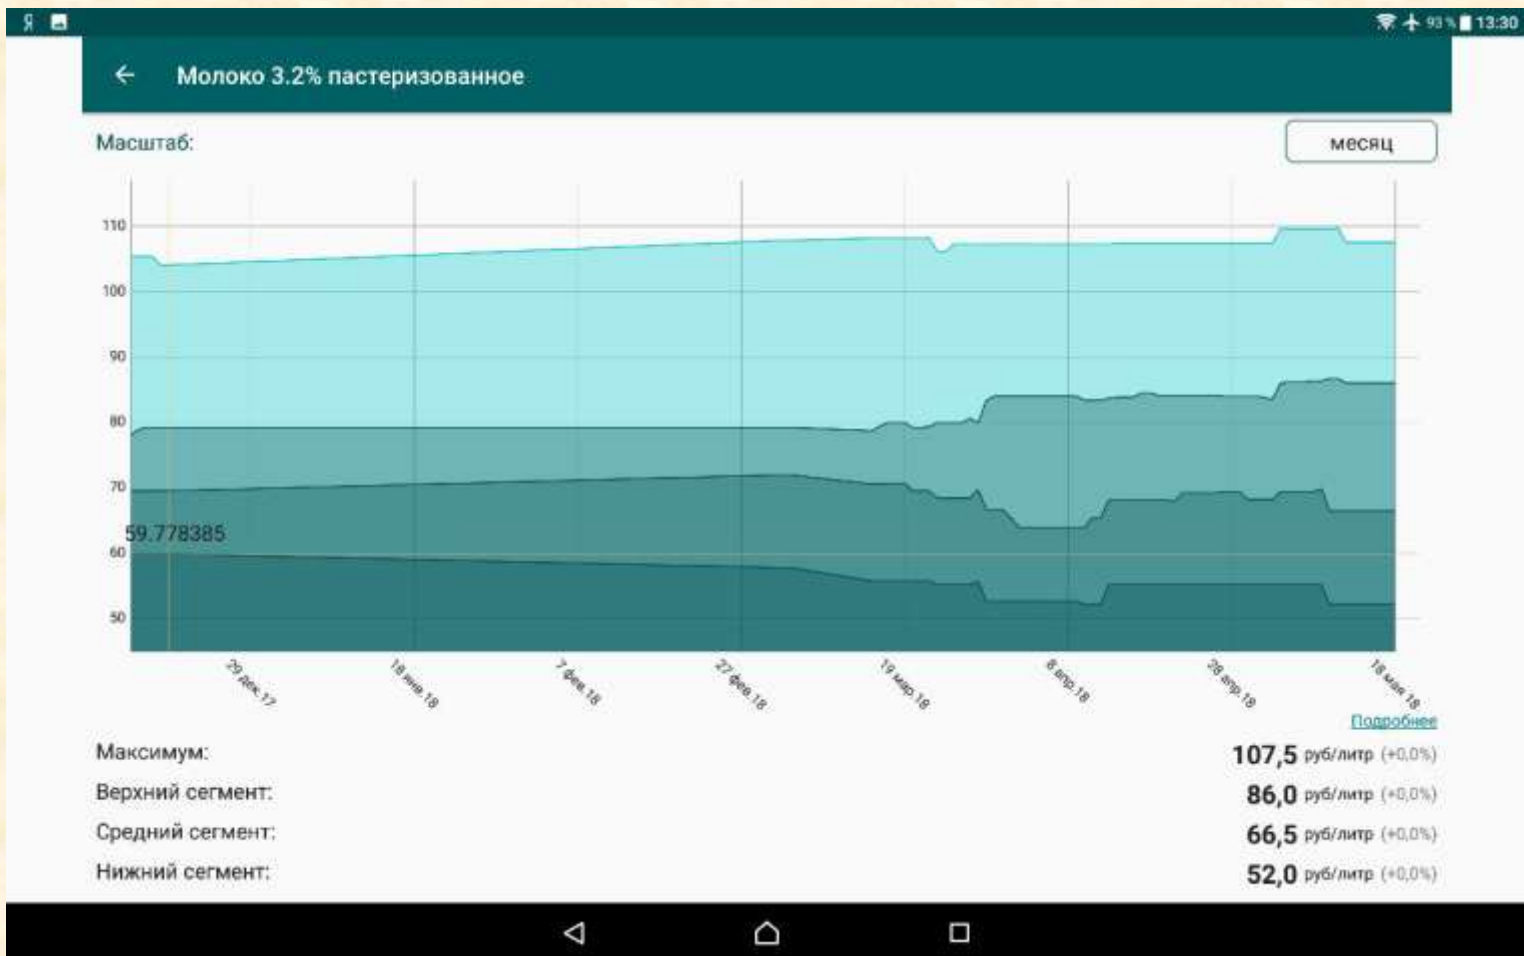 Я 93 % 13:30
Молоко 3.2% пастеризованное
Масштаб:
месяц
110
100
90
80
70
59.778385
60
50
29 дек.17
18 янв.18
7 фев.18
27 фев.18
19 мар.18
8 апр.18
28 апр.18
18 мая 18
Подробнее
Максимум: 107,5 руб/литр (+0,0%)
Верхний сегмент: 86,0 руб/литр (+0,0%)
Средний сегмент: 66,5 руб/литр (+0,0%)
Нижний сегмент: 52,0 руб/литр (+0,0%)